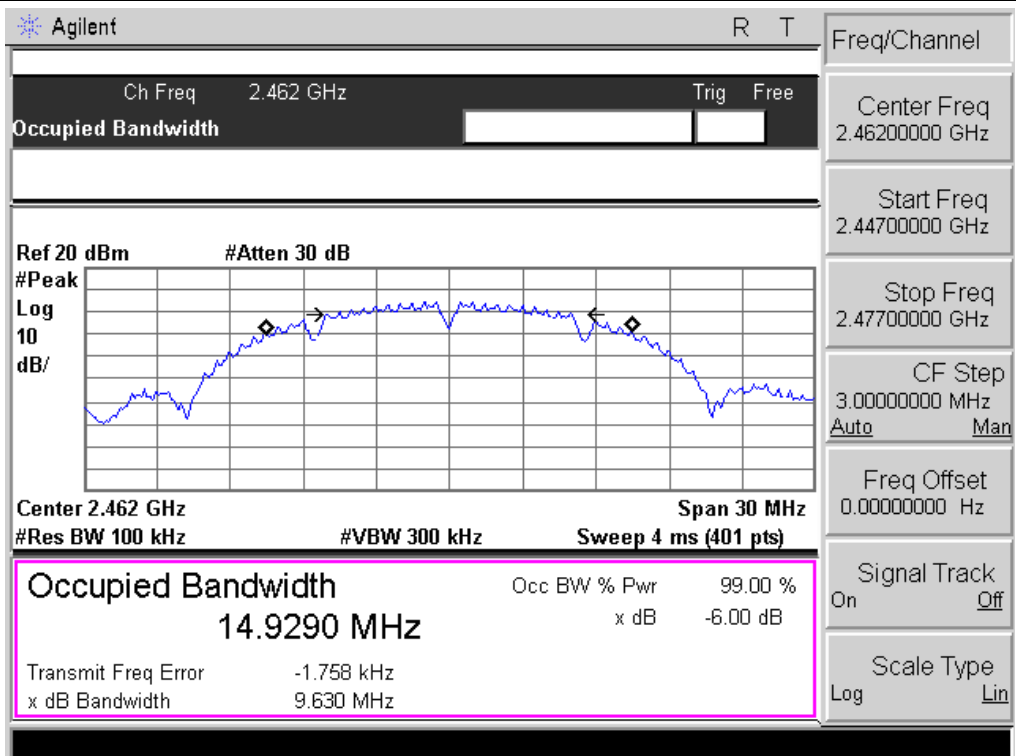 Agilent R T
Ch Freq 2.462 GHz Trig Free
Occupied Bandwidth
Ref 20 dBm #Atten 30 dB
#Peak
Log
10
dB/
Center 2.462 GHz Span 30 MHz
#Res BW 100 kHz #VBW 300 kHz Sweep 4 ms (401 pts)
Occupied Bandwidth Occ BW % Pwr 99.00 %
14.9290 MHz x dB -6.00 dB
Transmit Freq Error -1.758 kHz
x dB Bandwidth 9.630 MHz
Freq/Channel
Center Freq
2.46200000 GHz
Start Freq
2.44700000 GHz
Stop Freq
2.47700000 GHz
CF Step
3.00000000 MHz
Auto Man
Freq Offset
0.00000000 Hz
Signal Track
On Off
Scale Type
Log Lin